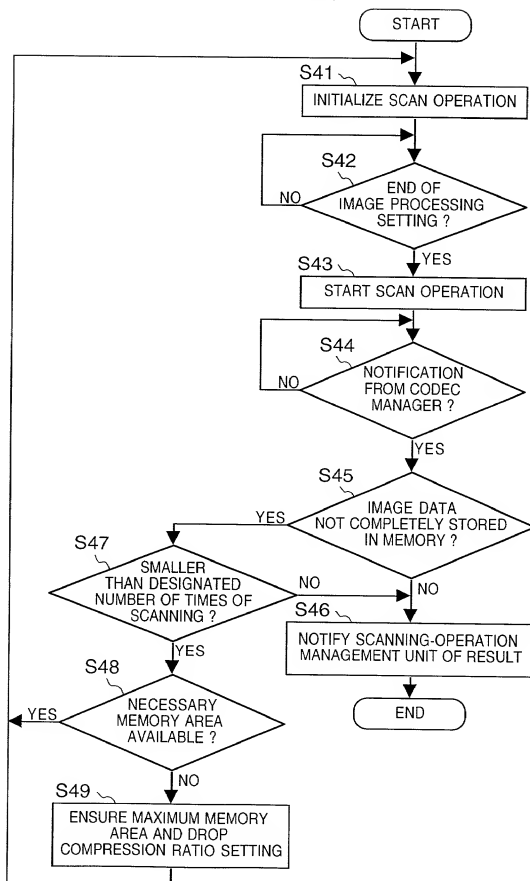 START
S41
INITIALIZE SCAN OPERATION
S42
END OF
IMAGE PROCESSING
SETTING ?
NO
YES
S43
START SCAN OPERATION
S44
NOTIFICATION
FROM CODEC
MANAGER ?
NO
YES
S45
IMAGE DATA
NOT COMPLETELY STORED
IN MEMORY ?
YES
NO
S47
SMALLER
THAN DESIGNATED
NUMBER OF TIMES OF
SCANNING ?
NO
YES
S46
NOTIFY SCANNING-OPERATION
MANAGEMENT UNIT OF RESULT
END
S48
NECESSARY
MEMORY AREA
AVAILABLE ?
YES
NO
S49
ENSURE MAXIMUM MEMORY
AREA AND DROP
COMPRESSION RATIO SETTING